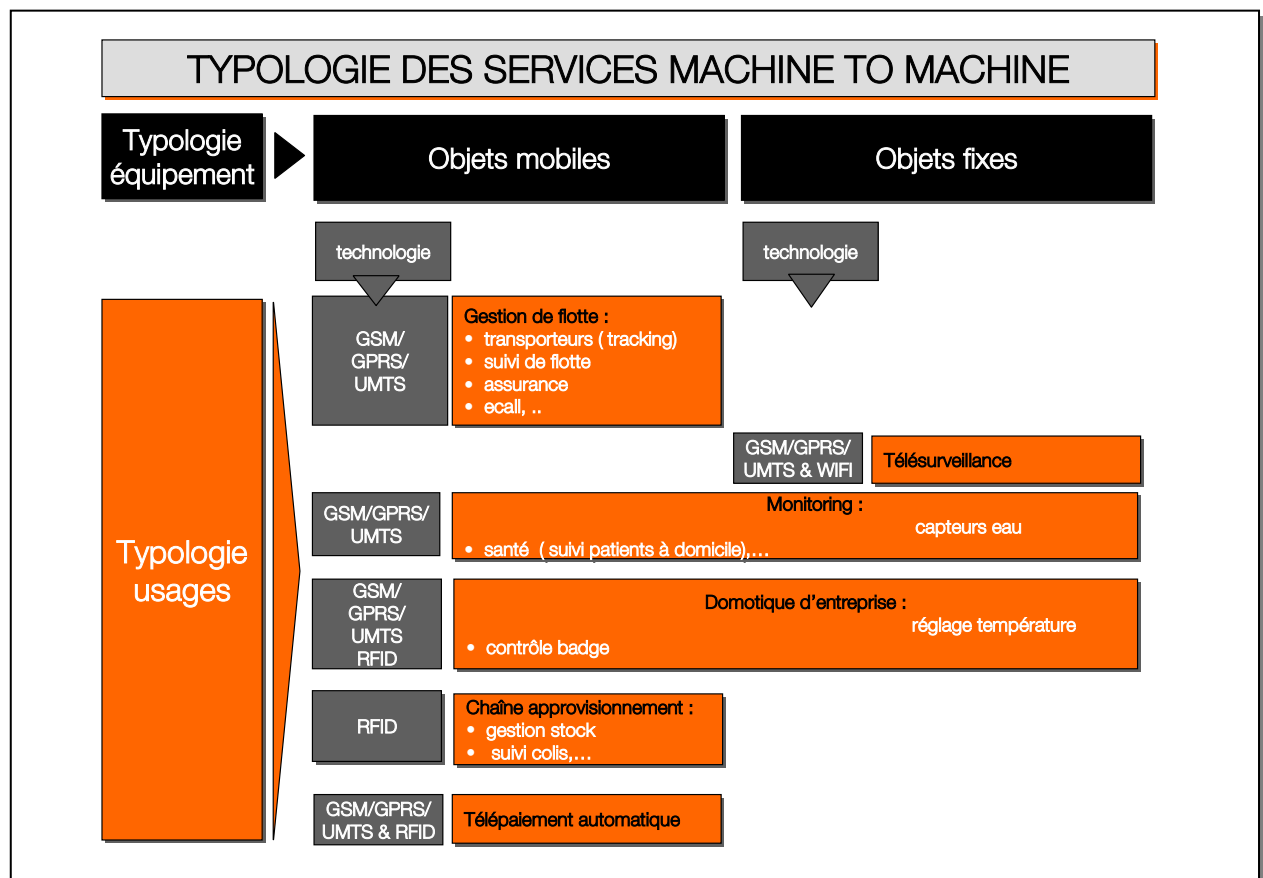 TYPOLOGIE DES SERVICES MACHINE TO MACHINE
Typologie
équipement
Objets mobiles
Objets fixes
technologie
technologie
Typologie
usages
GSM/
GPRS/
UMTS
Gestion de flotte :
• transporteurs ( tracking)
• suivi de flotte
• assurance
• ecall, ..
GSM/GPRS/
UMTS & WIFI
Télésurveillance
GSM/GPRS/
UMTS
Monitoring :
capteurs eau
• santé ( suivi patients à domicile),...
GSM/
GPRS/
UMTS
RFID
Domotique d'entreprise :
réglage température
• contrôle badge
RFID
Chaîne approvisionnement :
• gestion stock
• suivi colis,...
GSM/GPRS/
UMTS & RFID
Télépaiement automatique